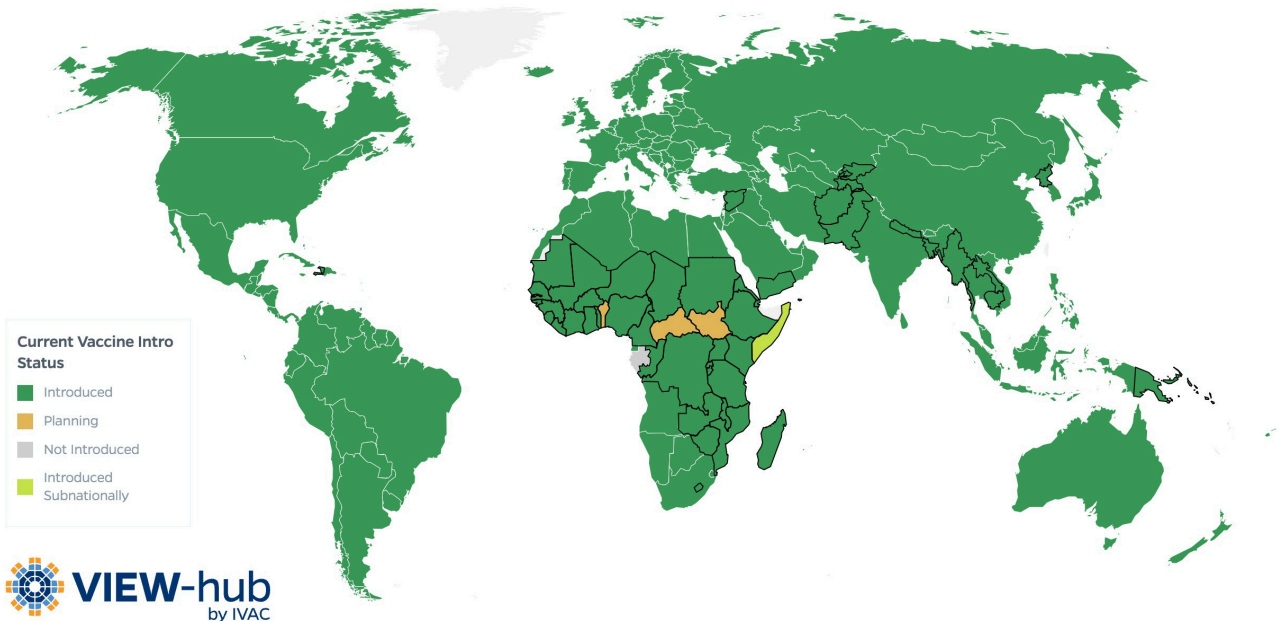 Current Vaccine Intro
Status
Introduced
Planning
Not Introduced
Introduced
Subnationally
VIEW-hub
by IVAC